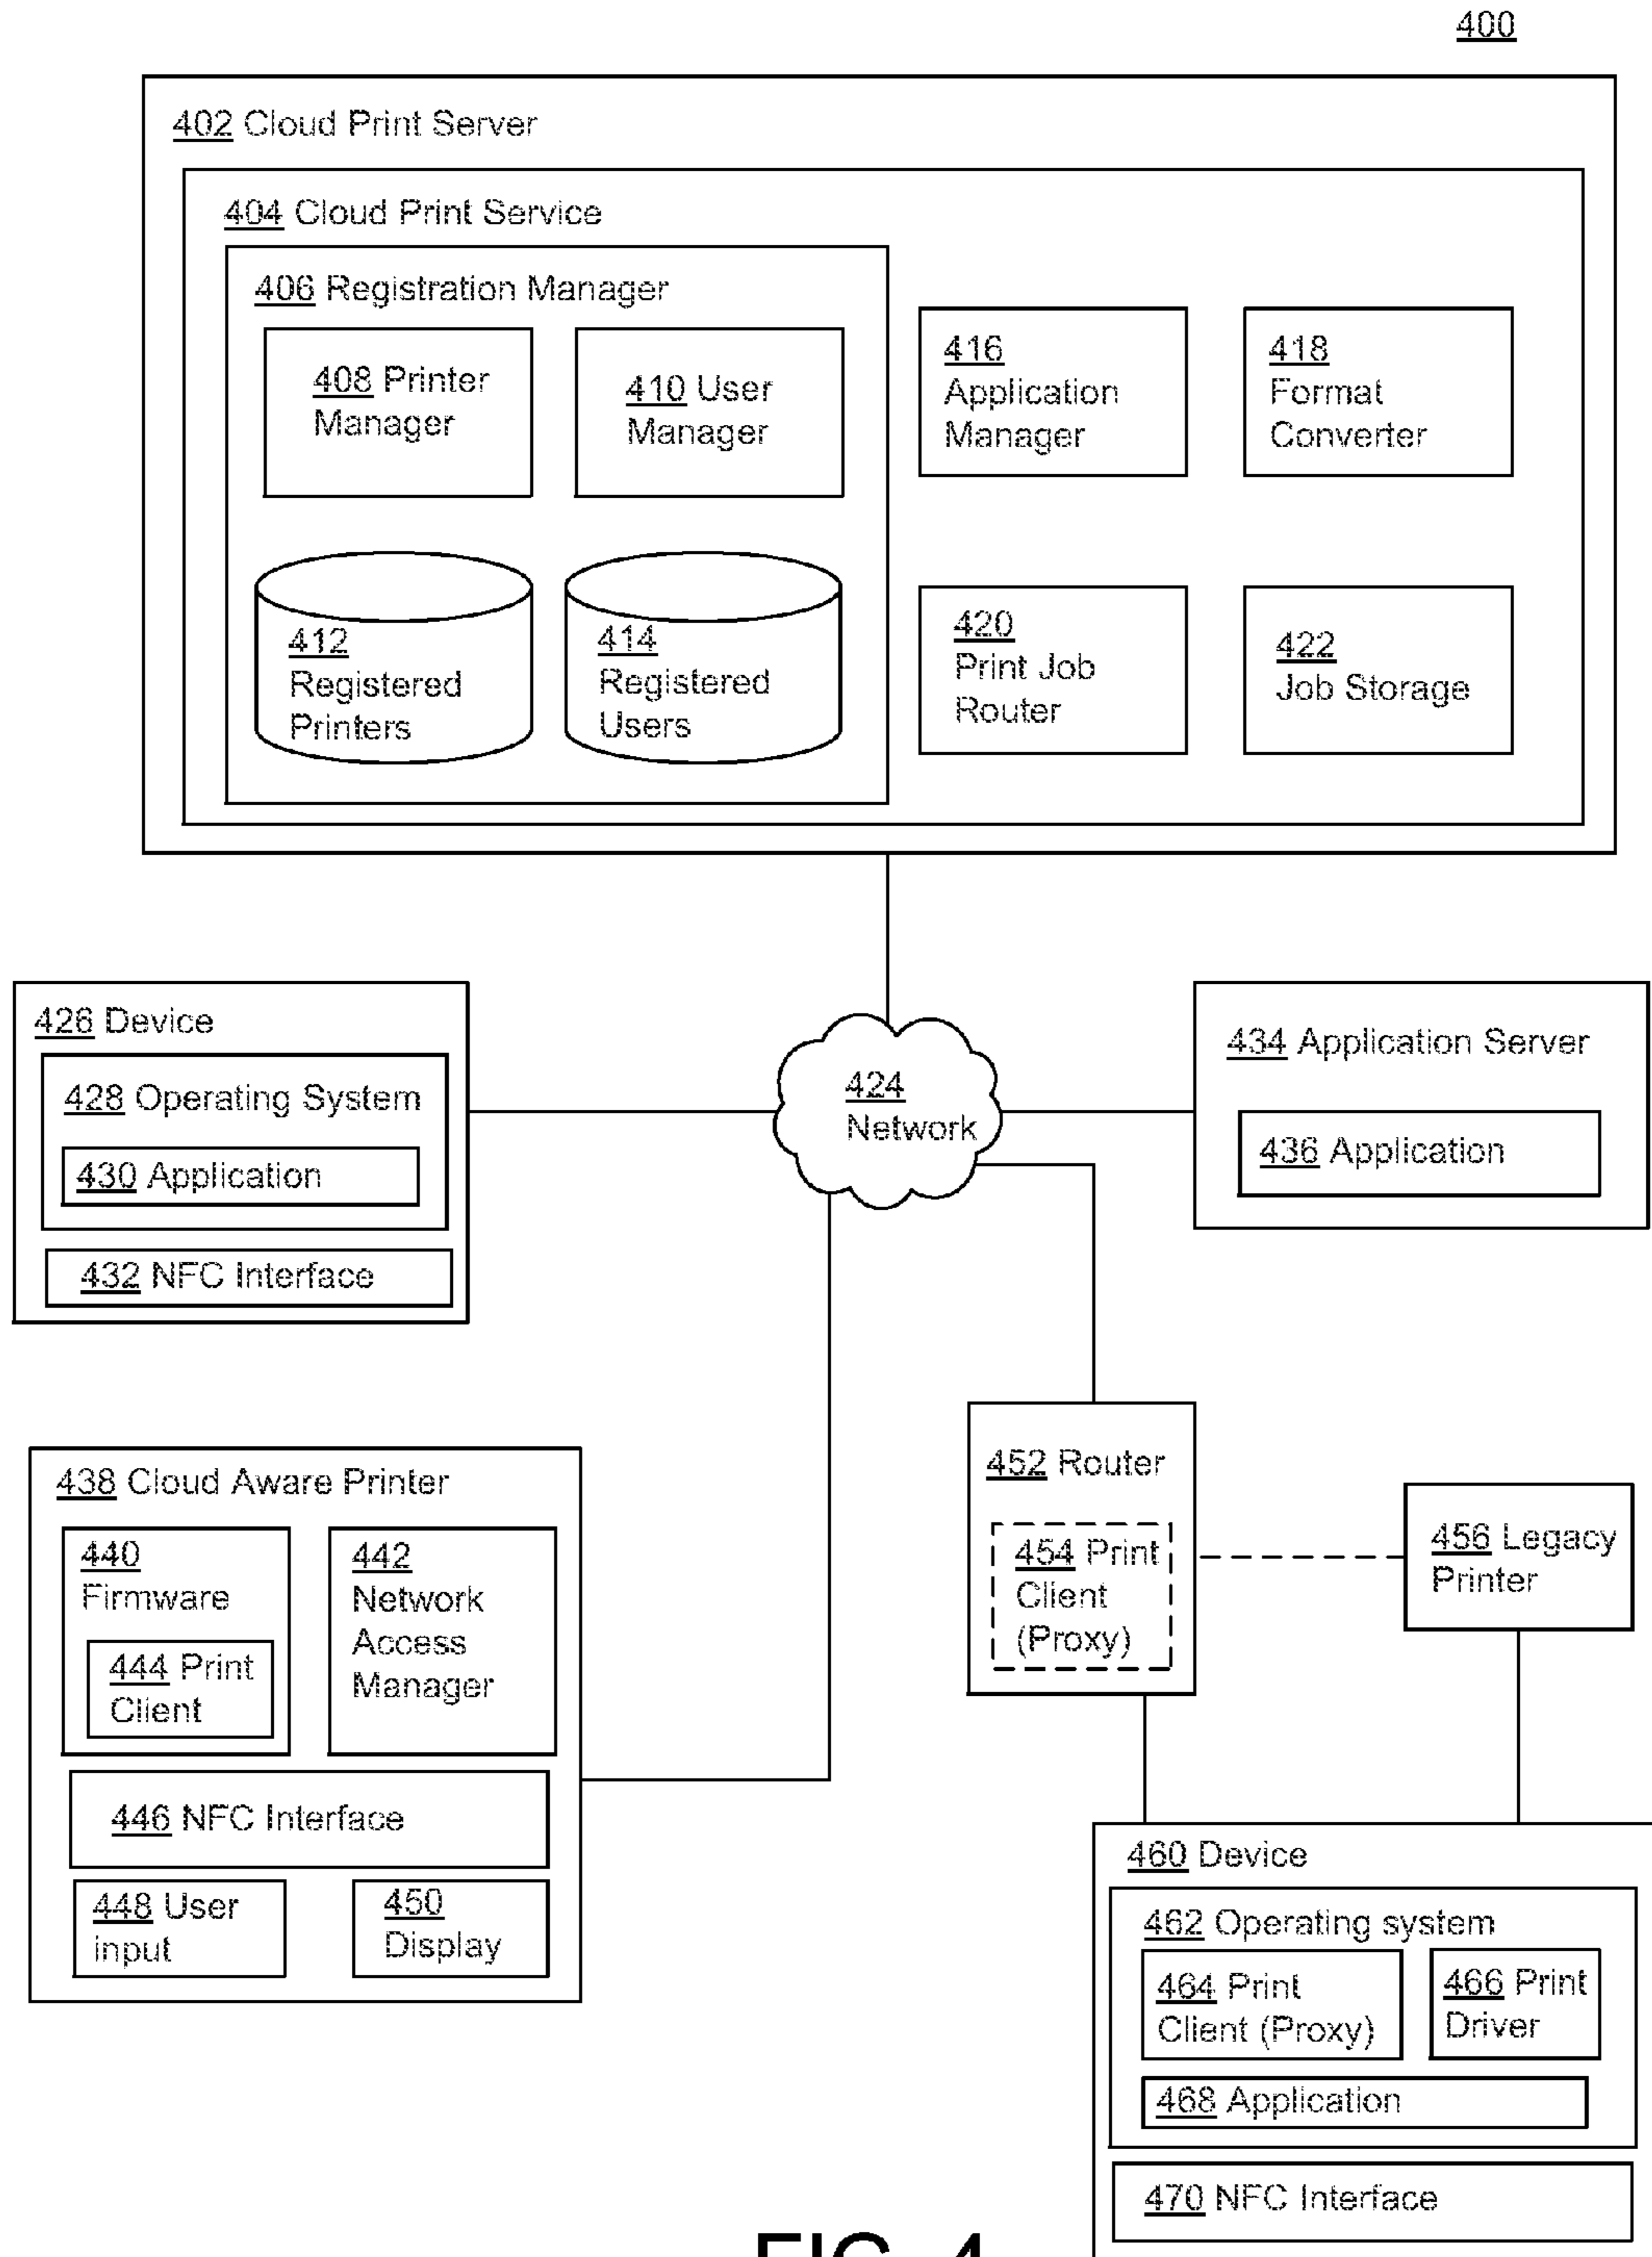 400
402 Cloud Print Server
404 Cloud Print Service
406 Registration Manager
408 Printer
Manager
410 User
Manager
416
Application
Manager
418
Format
Converter
412
Registered
Printers
414
Registered
Users
420
Print Job
Router
422
Job Storage
426 Device
428 Operating System
430 Application
432 NFC Interface
424
Network
434 Application Server
436 Application
438 Cloud Aware Printer
440
Firmware
444 Print
Client
442
Network
Access
Manager
446 NFC Interface
448 User
input
450
Display
452 Router
454 Print
Client
(Proxy)
456 Legacy
Printer
460 Device
462 Operating system
464 Print
Client (Proxy)
466 Print
Driver
468 Application
470 NFC Interface
FIG. 4